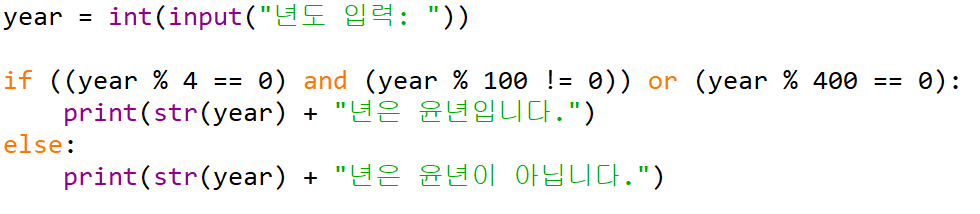 year = int(input("년도 입력: "))
if ((year % 4 == 0) and (year % 100 != 0)) or (year % 400 == 0):
    print(str(year) + "년은 윤년입니다.")
else:
    print(str(year) + "년은 윤년이 아닙니다.")